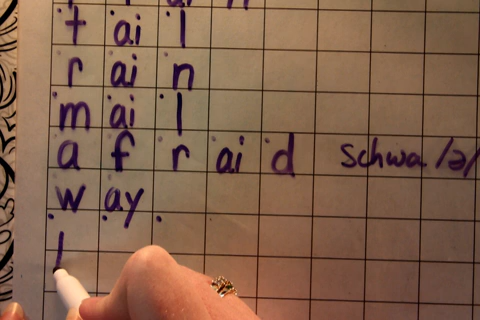 t ai l
r ai n
m ai l
a f r ai d schwa /ə/
w ay